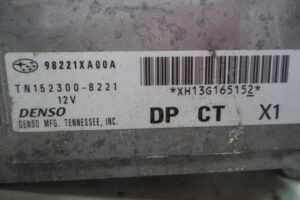 98221XA00A
TN152300-8221
12V
DENSO
DENSO MFG. TENNESSEE, INC.
*XH13G165152*
DP CT X1